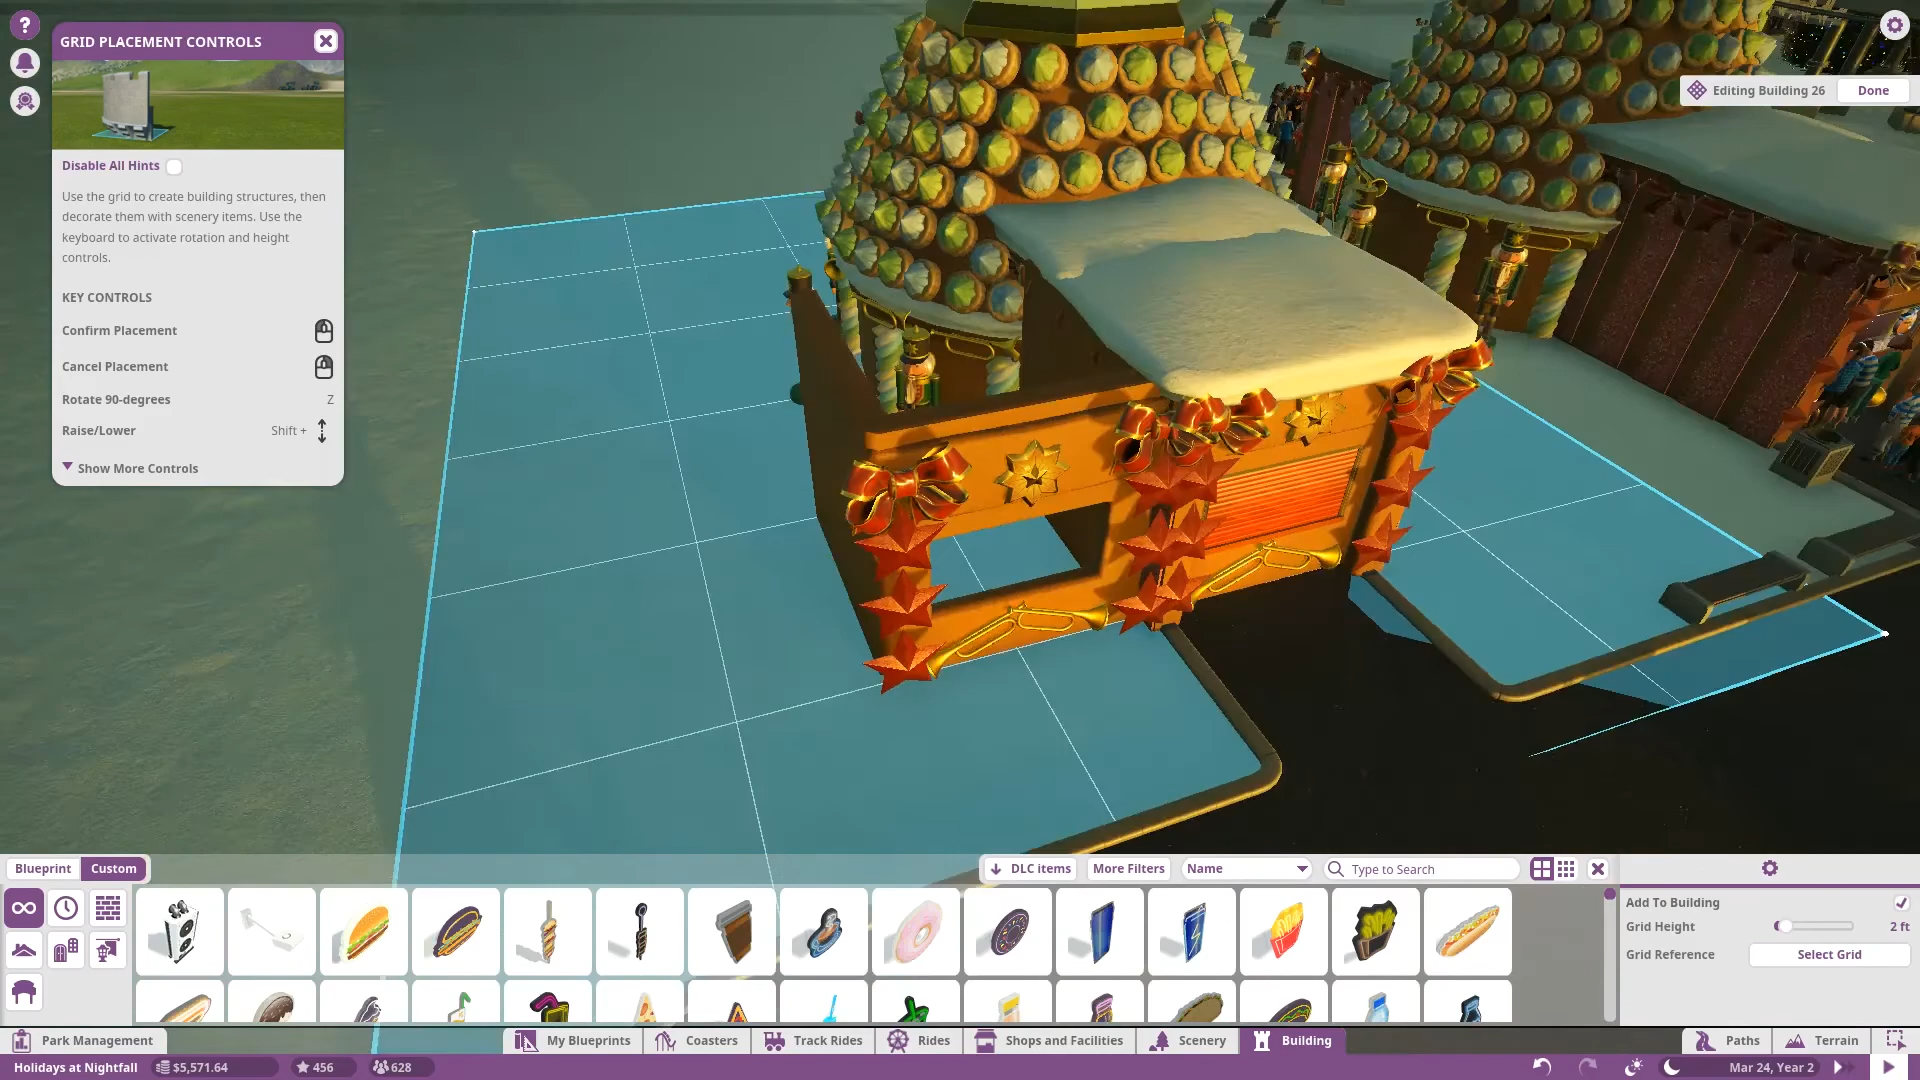 ?
GRID PLACEMENT CONTROLS
Disable All Hints
Use the grid to create building structures, then
decorate them with scenery items. Use the
keyboard to activate rotation and height
controls.
KEY CONTROLS
Confirm Placement
Cancel Placement
Rotate 90-degrees Z
Raise/Lower Shift +
Show More Controls
Editing Building 26 Done
Blueprint Custom
DLC items More Filters Name Type to Search
Add To Building
Grid Height 2 ft
Grid Reference Select Grid
Park Management My Blueprints Coasters Track Rides Rides Shops and Facilities Scenery Building Paths Terrain
Holidays at Nightfall $5,571.64 456 628 Mar 24, Year 2